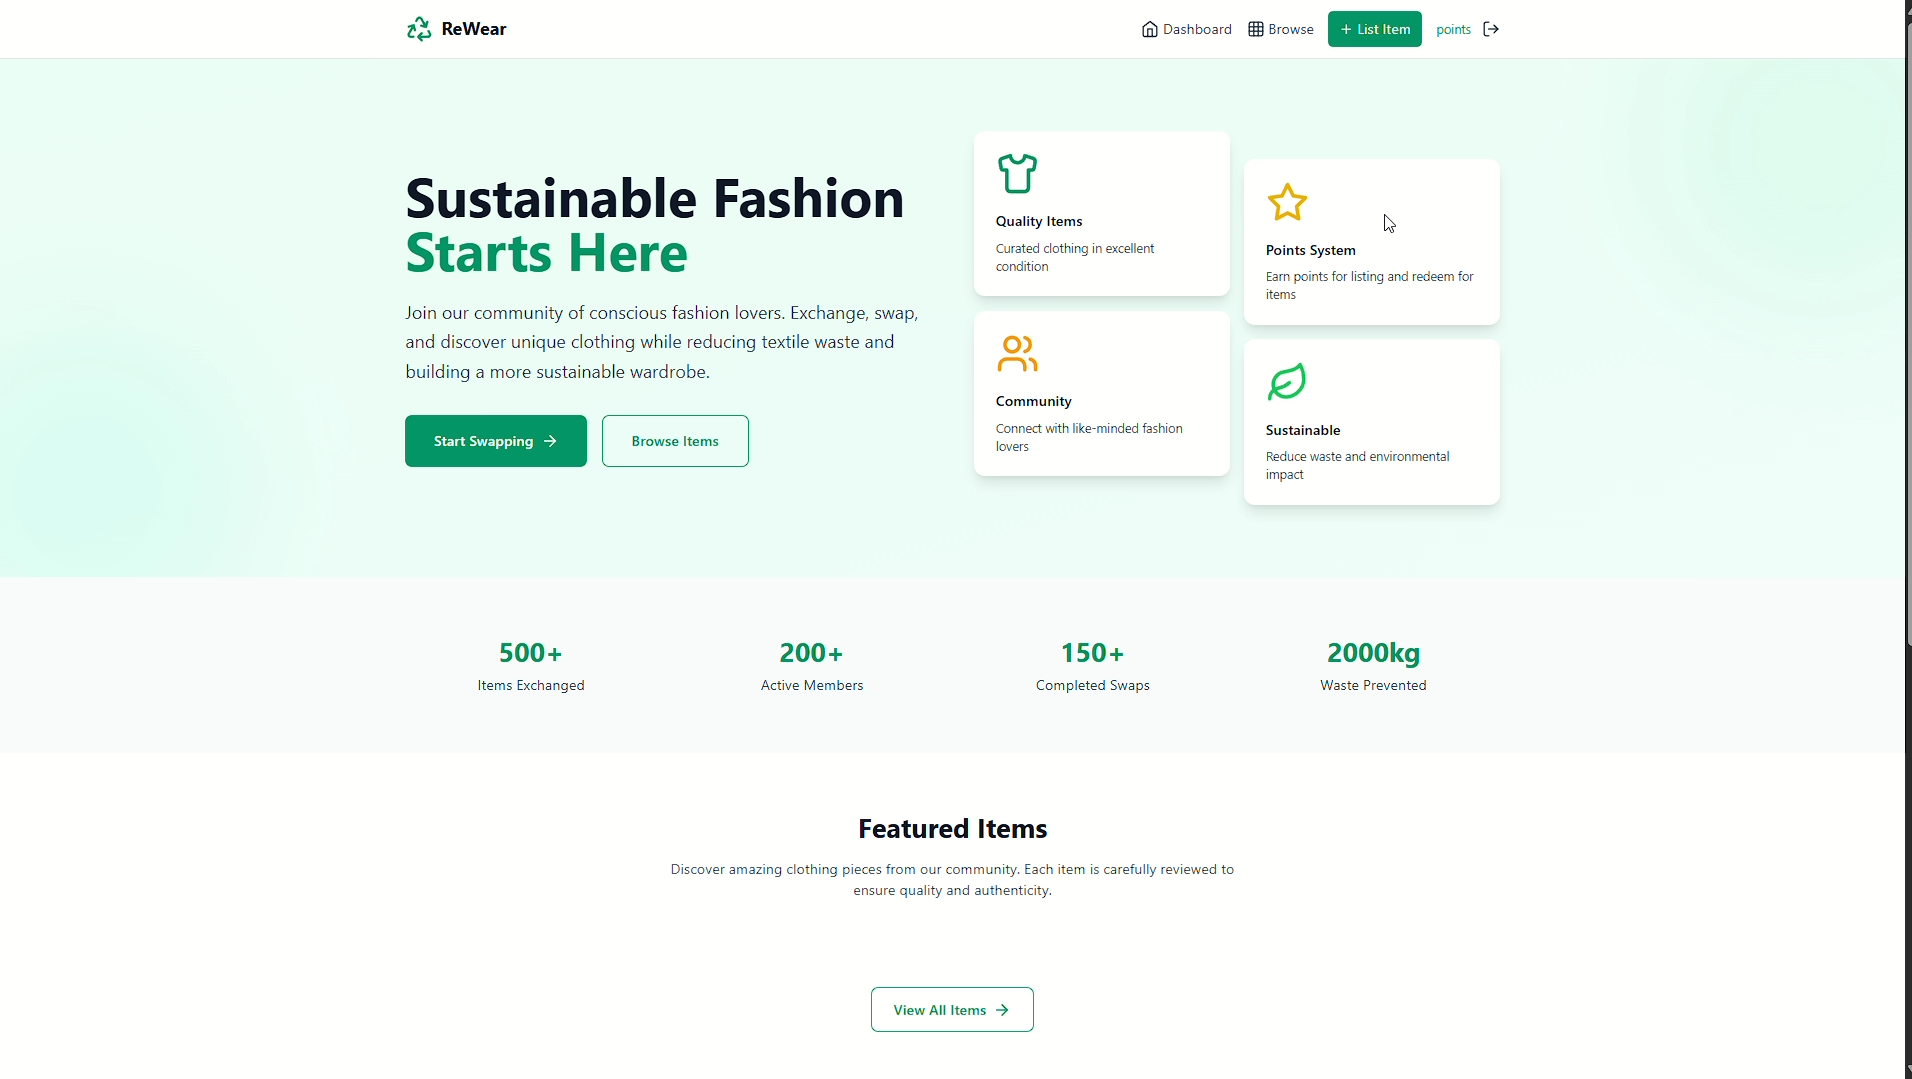 ReWear
Dashboard
Browse
+ List Item
points
Sustainable Fashion
Starts Here
Join our community of conscious fashion lovers. Exchange, swap,
and discover unique clothing while reducing textile waste and
building a more sustainable wardrobe.
Start Swapping
Browse Items
Quality Items
Curated clothing in excellent
condition
Points System
Earn points for listing and redeem for
items
Community
Connect with like-minded fashion
lovers
Sustainable
Reduce waste and environmental
impact
500+
Items Exchanged
200+
Active Members
150+
Completed Swaps
2000kg
Waste Prevented
Featured Items
Discover amazing clothing pieces from our community. Each item is carefully reviewed to
ensure quality and authenticity.
View All Items